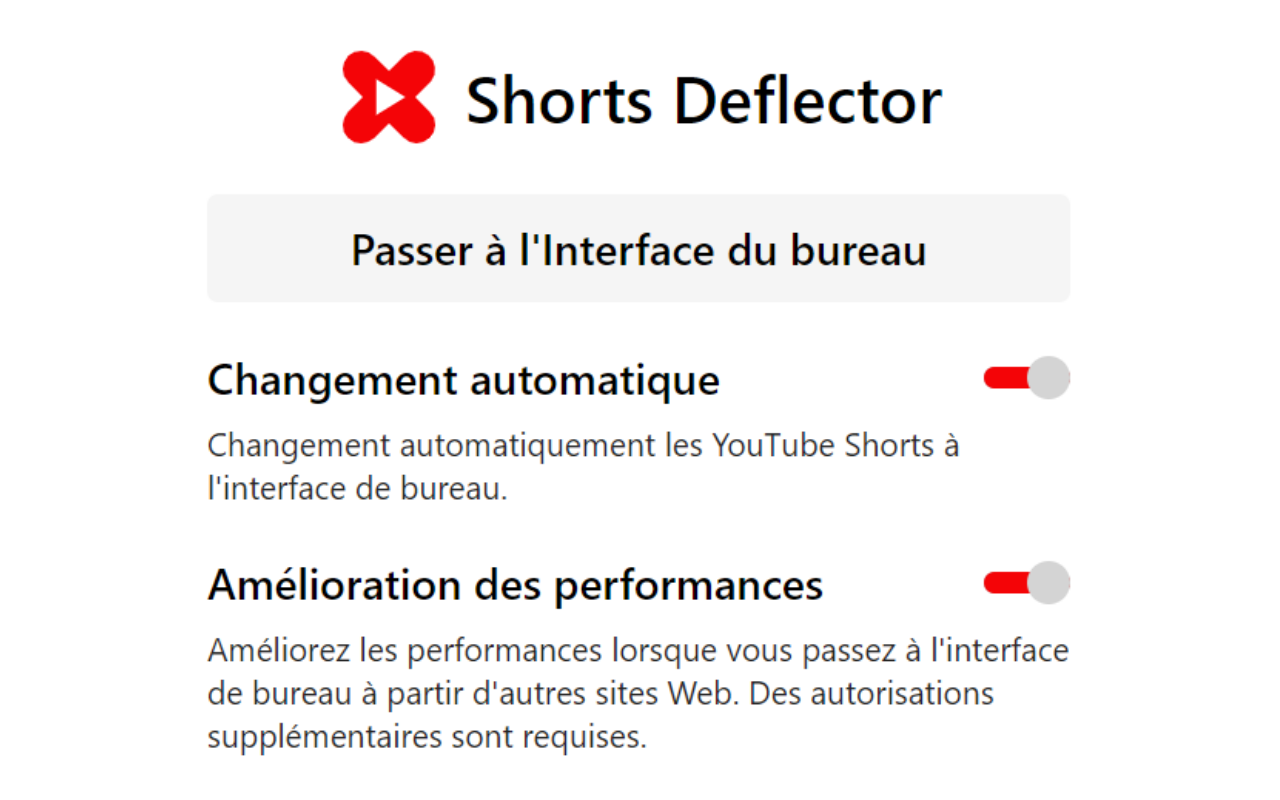 Shorts Deflector
Passer à l'Interface du bureau
Changement automatique
Changement automatiquement les YouTube Shorts à
l'interface de bureau.
Amélioration des performances
Améliorez les performances lorsque vous passez à l'interface
de bureau à partir d'autres sites Web. Des autorisations
supplémentaires sont requises.